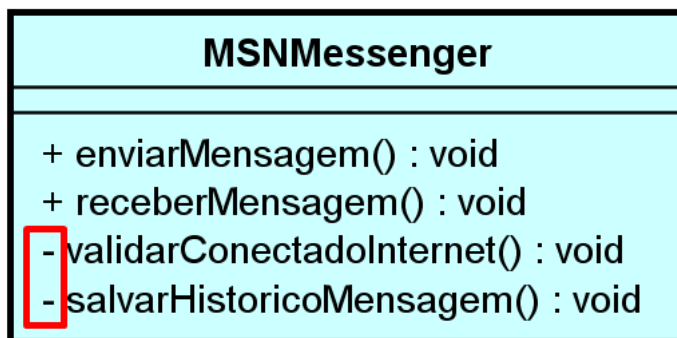 MSNMessenger
+ enviarMensagem() : void
+ receberMensagem() : void
- validarConectadoInternet() : void
- salvarHistoricoMensagem() : void